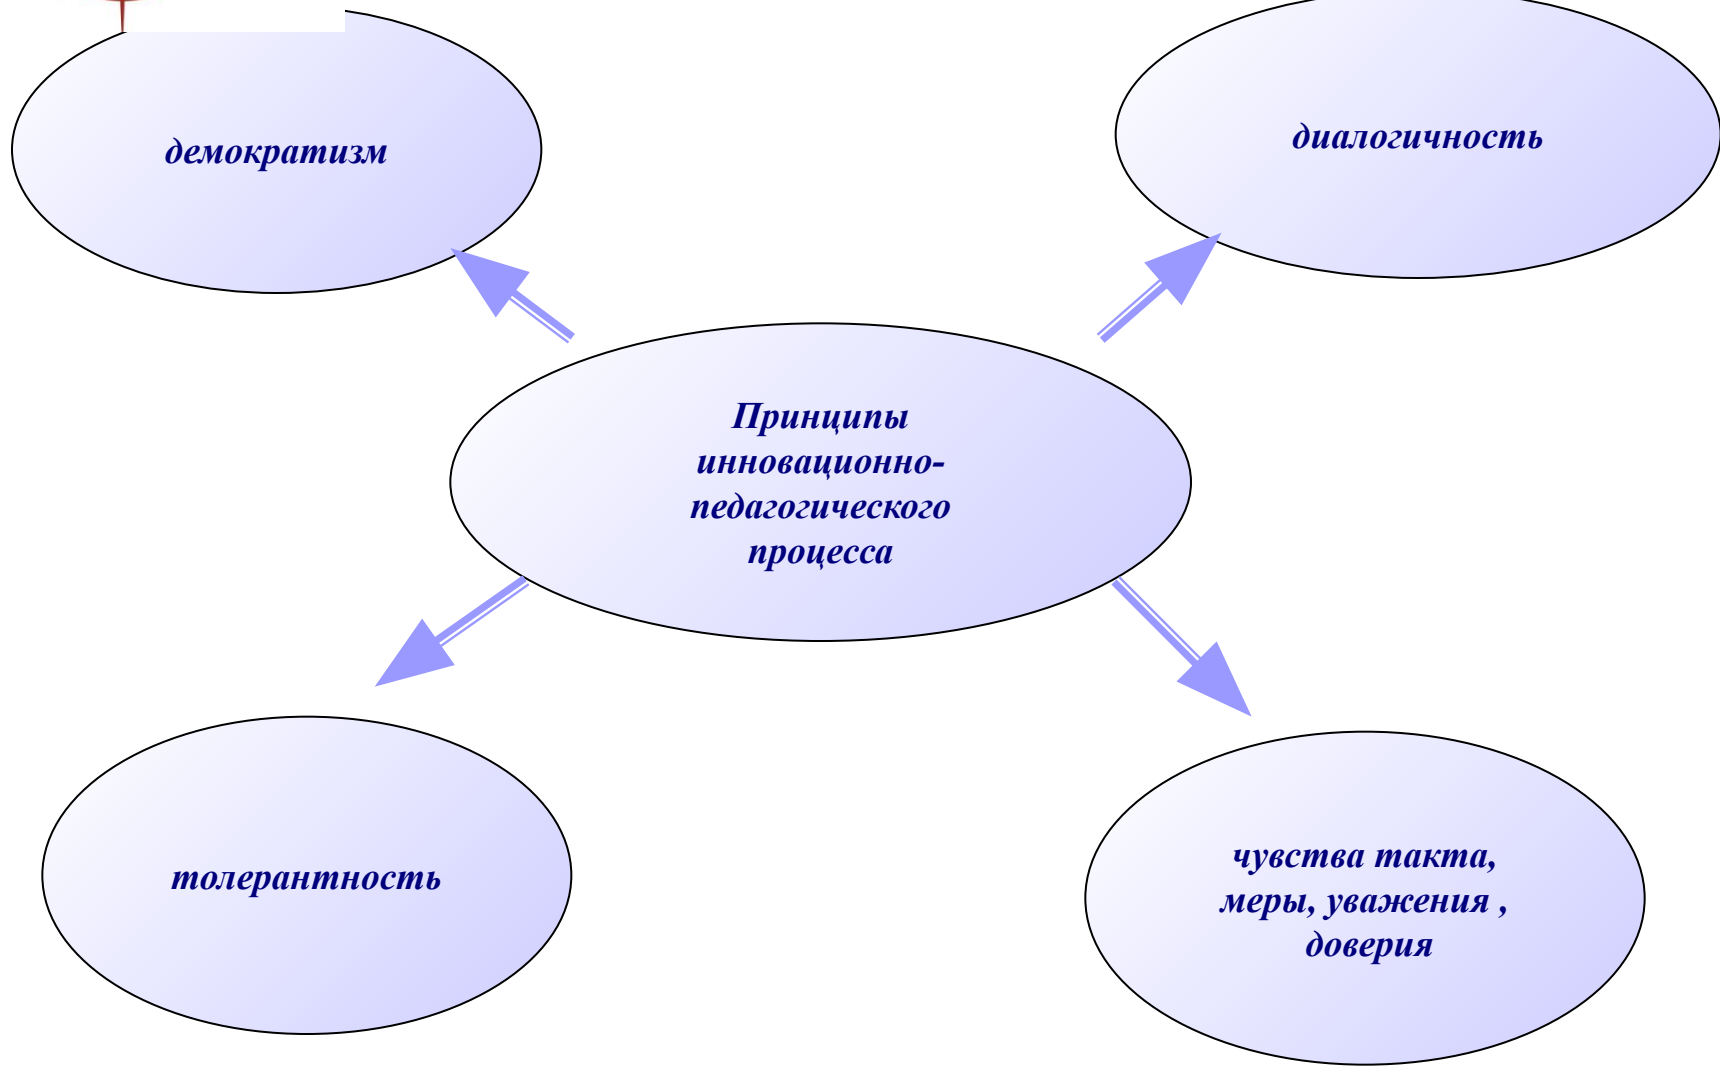 демократизм
диалогичность
Принципы
инновационно-
педагогического
процесса
толерантность
чувства такта,
меры, уважения ,
доверия